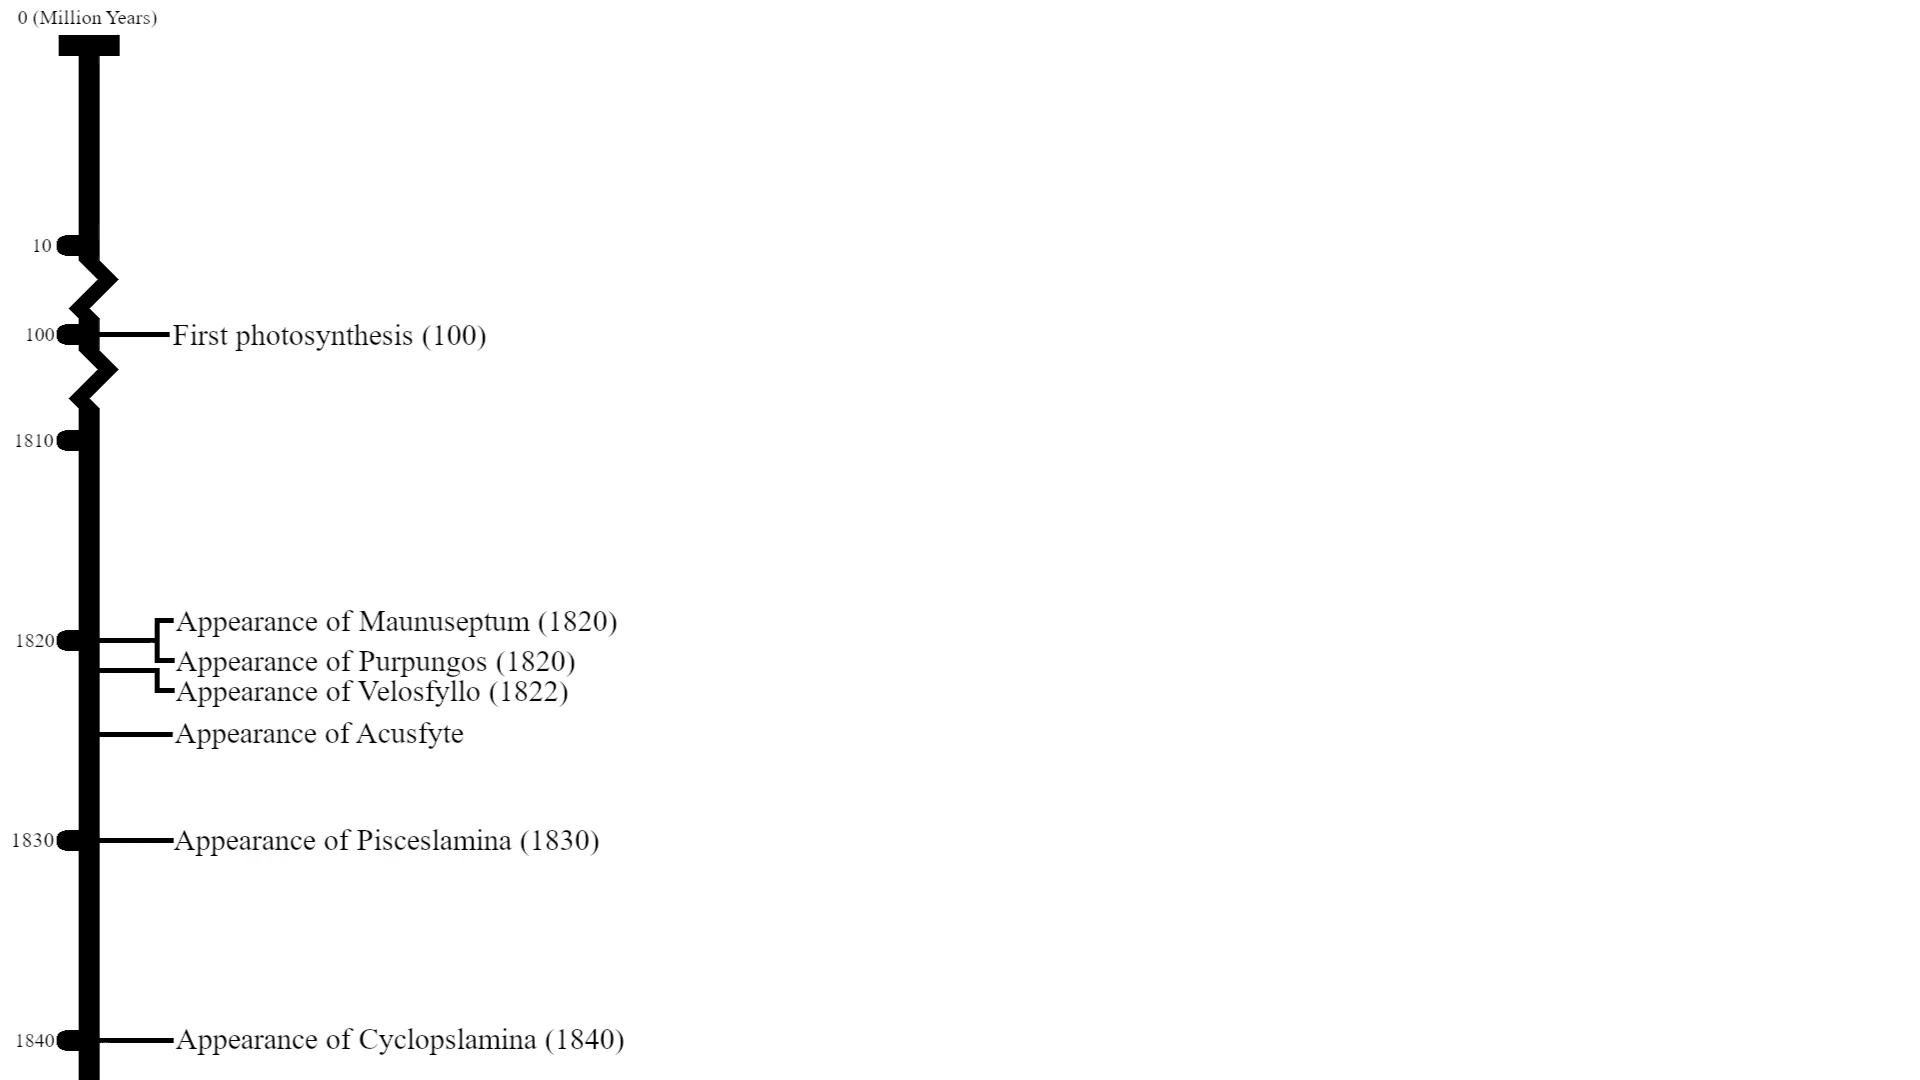 0 (Million Years)
10
100 First photosynthesis (100)
1810
Appearance of Maunuseptum (1820)
1820
Appearance of Purpungos (1820)
Appearance of Velosfyllo (1822)
Appearance of Acusfyte
1830 Appearance of Pisceslamina (1830)
1840 Appearance of Cyclopslamina (1840)